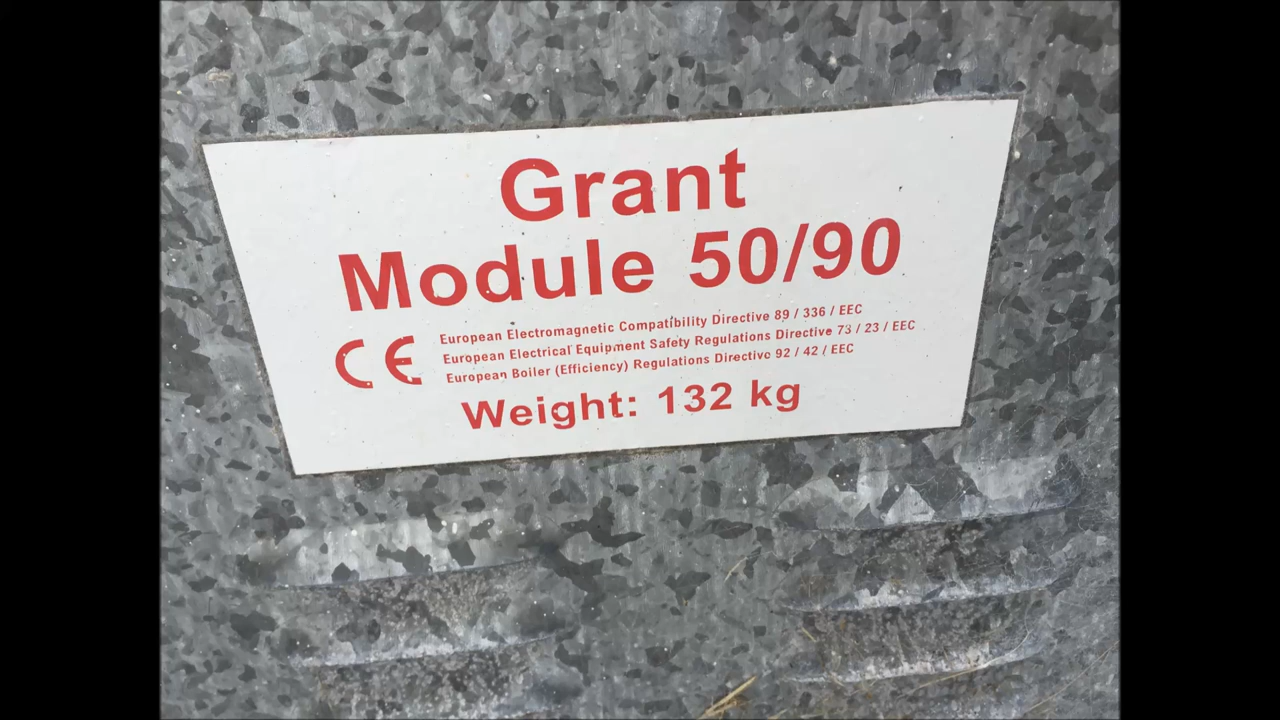 Grant
Module 50/90
CE
European Electromagnetic Compatibility Directive 89 / 336 / EEC
European Electrical Equipment Safety Regulations Directive 73 / 23 / EEC
European Boiler (Efficiency) Regulations Directive 92 / 42 / EEC
Weight: 132 kg